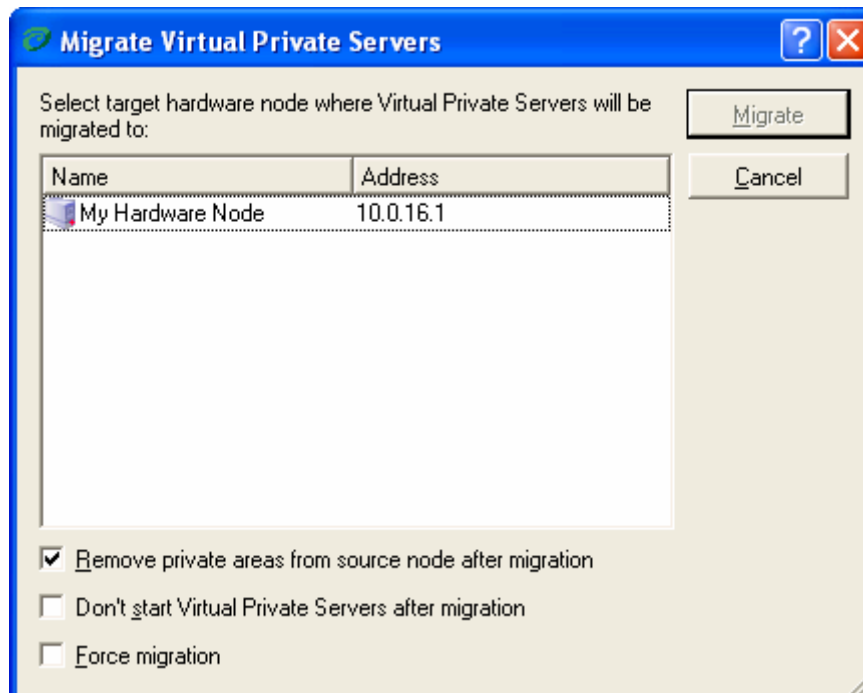 Migrate Virtual Private Servers
Select target hardware node where Virtual Private Servers will be
migrated to:
Migrate
Cancel
Name Address
My Hardware Node 10.0.16.1
Remove private areas from source node after migration
Don't start Virtual Private Servers after migration
Force migration